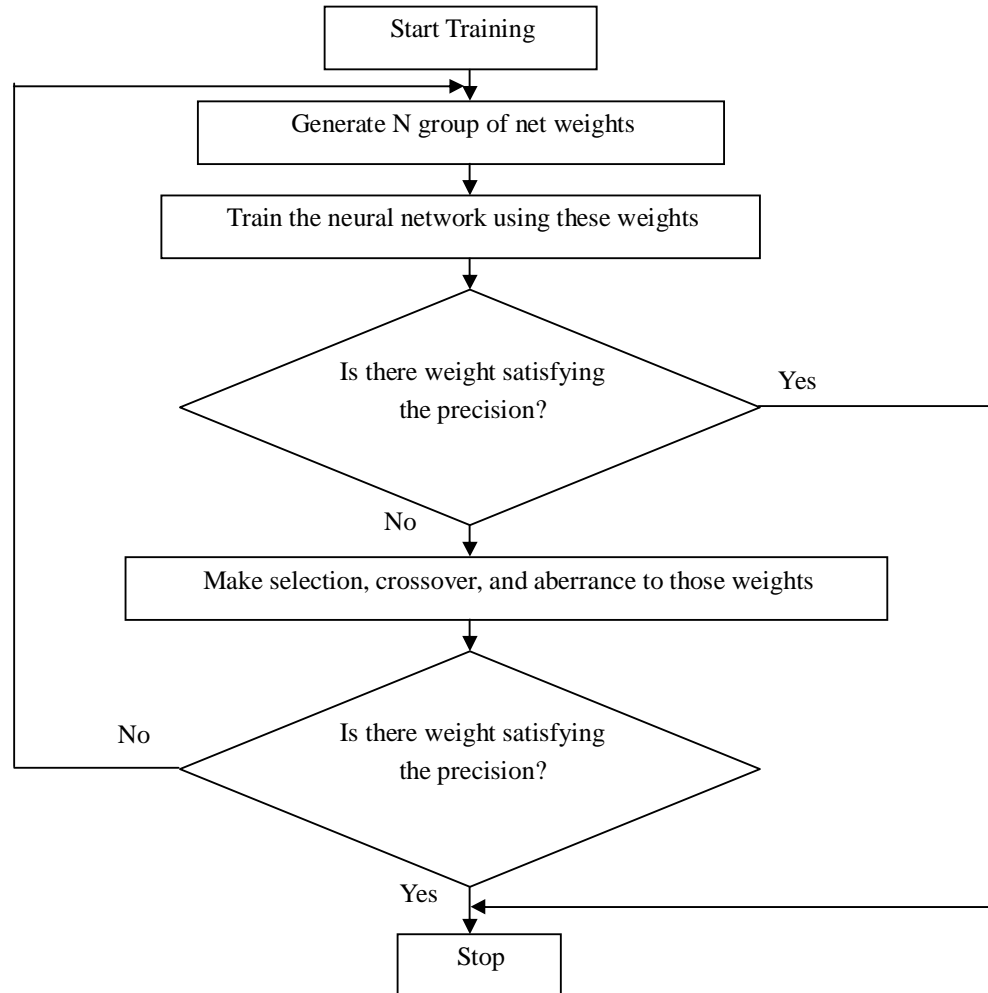 Start Training
Generate N group of net weights
Train the neural network using these weights
Is there weight satisfying
the precision?
Yes
No
Make selection, crossover, and aberrance to those weights
No
Is there weight satisfying
the precision?
Yes
Stop